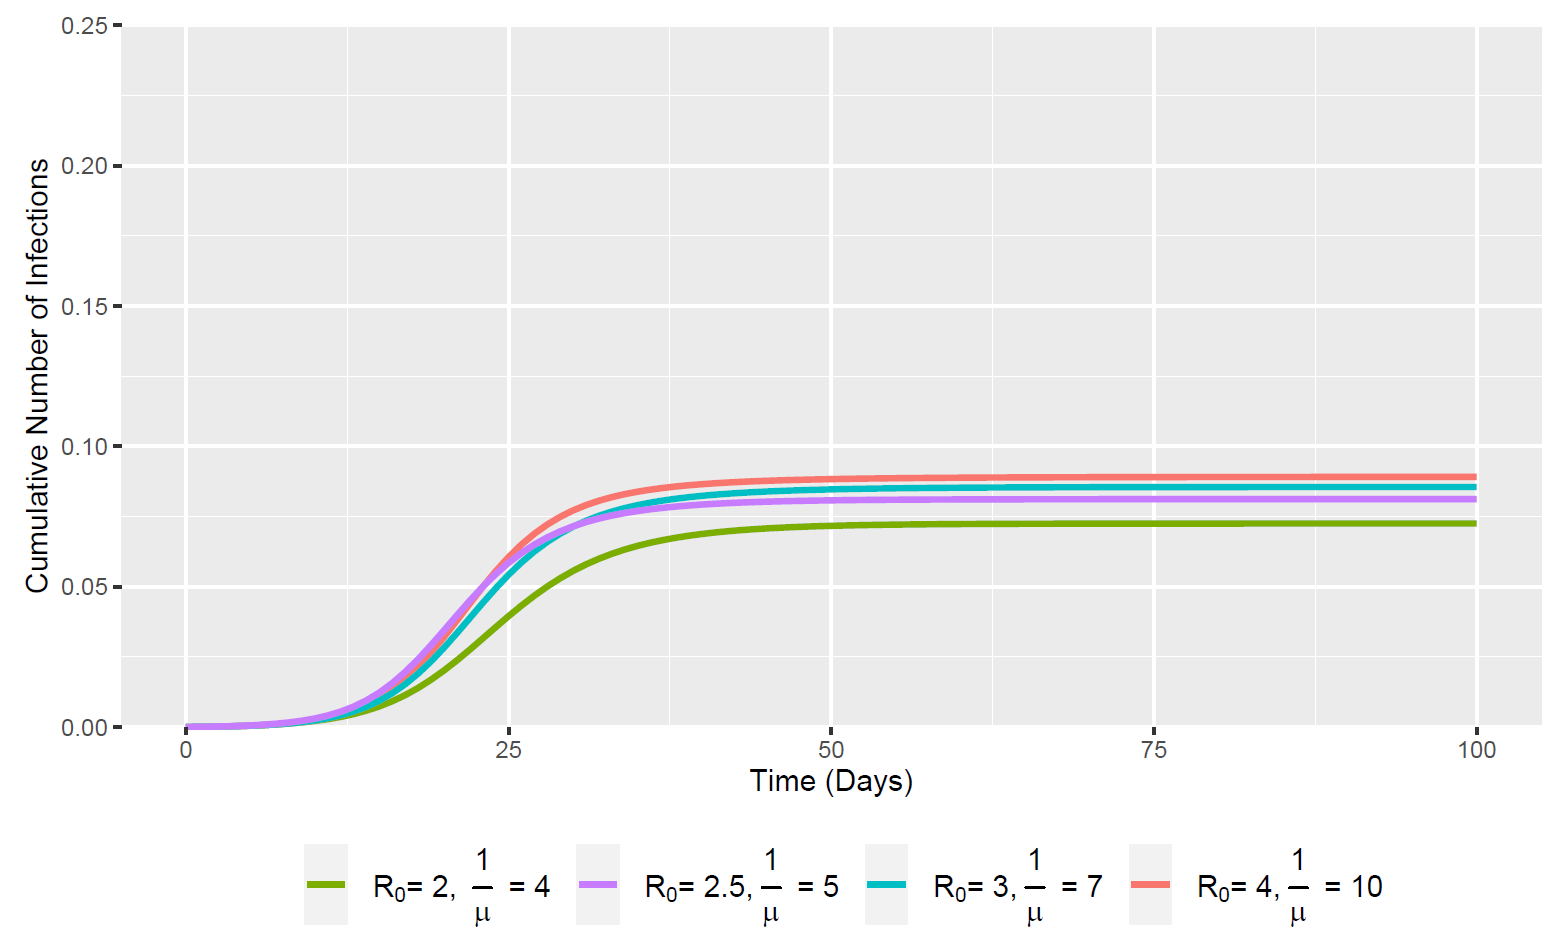 0.25
0.20
0.15
0.10
0.05
0.00
Cumulative Number of Infections
0 25 50 75 100
Time (Days)
R₀= 2, 1/μ = 4 R₀= 2.5, 1/μ = 5 R₀= 3, 1/μ = 7 R₀= 4, 1/μ = 10